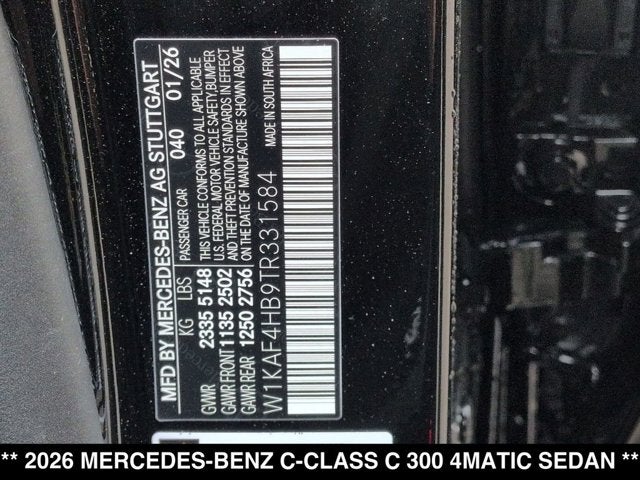 MFD BY MERCEDES-BENZ AG STUTTGART
PASSENGER CAR 040 01/26
KG LBS
GVWR 2335 5148
GAWR FRONT 1135 2502
GAWR REAR 1250 2756
THIS VEHICLE CONFORMS TO ALL APPLICABLE
U.S. FEDERAL MOTOR VEHICLE SAFETY, BUMPER
AND THEFT PREVENTION STANDARDS IN EFFECT
ON THE DATE OF MANUFACTURE SHOWN ABOVE
W1KAF4HB9TR331584
MADE IN SOUTH AFRICA
** 2026 MERCEDES-BENZ C-CLASS C 300 4MATIC SEDAN **